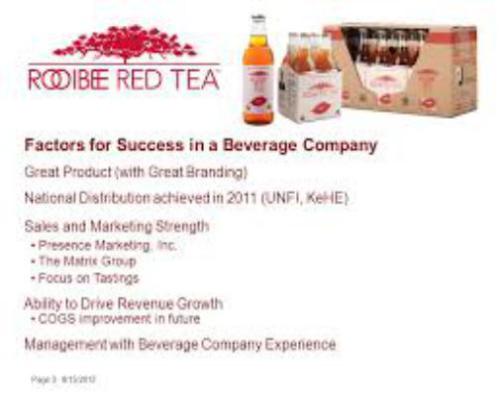 ROOIBEE RED TEA
Factors for Success in a Beverage Company
Great Product (with Great Branding)
National Distribution achieved in 2011 (UNFI, KeHE)
Sales and Marketing Strength
• Presence Marketing, Inc.
• The Matrix Group
• Focus on Tastings
Ability to Drive Revenue Growth
• COGS improvement in future
Management with Beverage Company Experience
Page 3